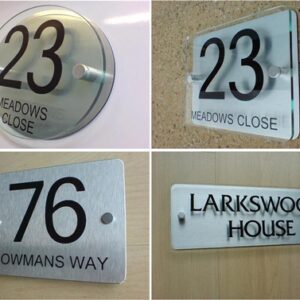 23
MEADOWS
CLOSE
23
MEADOWS CLOSE
76
OWMANS WAY
LARKSWOO
HOUSE